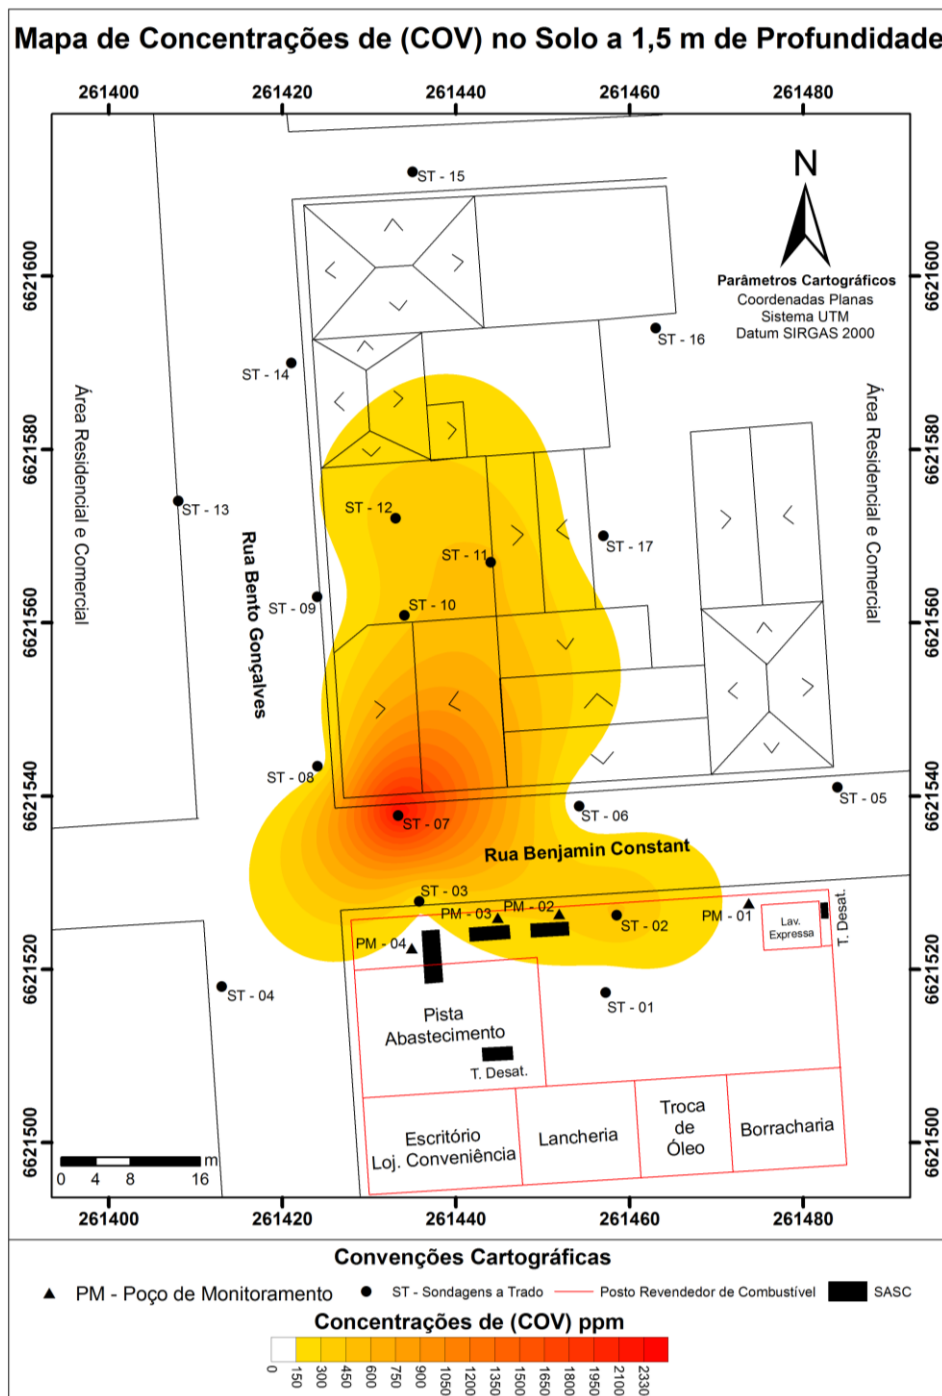 Mapa de Concentrações de (COV) no Solo a 1,5 m de Profundidade
261400 261420 261440 261460 261480
ST - 15
N
Parâmetros Cartográficos
Coordenadas Planas
Sistema UTM
Datum SIRGAS 2000
6621600
6621600
ST - 16
ST - 14
Área Residencial e Comercial
Área Residencial e Comercial
6621580
6621580
ST - 13
ST - 12
ST - 11
ST - 17
Rua Bento Gonçalves
ST - 09
ST - 10
6621560
6621560
ST - 08
6621540
6621540
ST - 07
ST - 06
ST - 05
Rua Benjamin Constant
ST - 03
PM - 03
PM - 02
ST - 02
PM - 01
Lav.
Expressa
T. Desat.
PM - 04
6621520
6621520
ST - 04
ST - 01
Pista
Abastecimento
T. Desat.
Escritório
Loj. Conveniência
Lancheria
Troca
de
Óleo
Borracharia
6621500
6621500
m
0 4 8 16
261400 261420 261440 261460 261480
Convenções Cartográficas
PM - Poço de Monitoramento
ST - Sondagens a Trado
Posto Revendedor de Combustível
SASC
Concentrações de (COV) ppm
0 150 300 450 600 750 900 1050 1200 1350 1500 1650 1800 1950 2100 2330